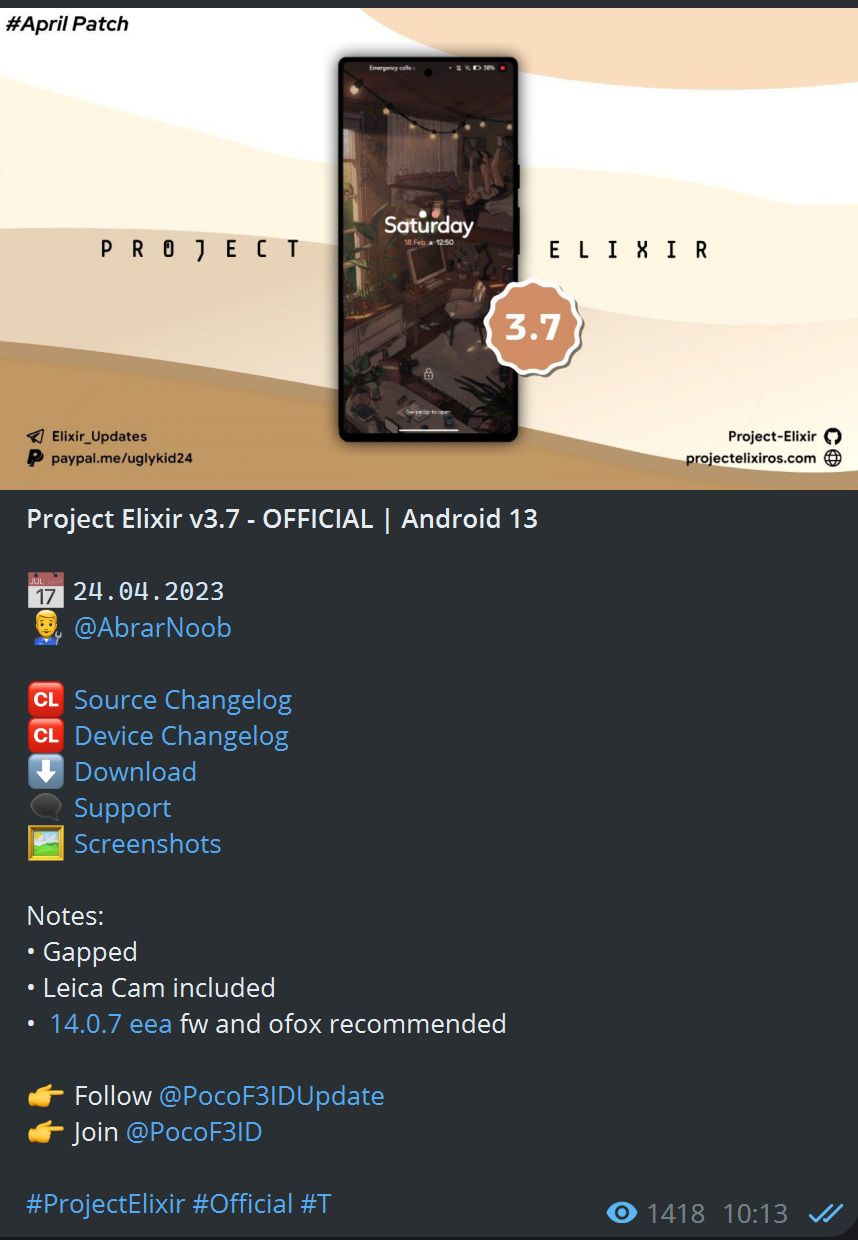 #April Patch
Emergency calls
38%
Saturday
18 Feb x 12:50
PROJECT
ELIXIR
3.7
Swipe up to open
Elixir_Updates
paypal.me/uglykid24
Project-Elixir
projectelixiros.com
Project Elixir v3.7 - OFFICIAL | Android 13
JUL
17
24.04.2023
@AbrarNoob
CL Source Changelog
CL Device Changelog
Download
Support
Screenshots
Notes:
• Gapped
• Leica Cam included
• 14.0.7 eea fw and ofox recommended
Follow @PocoF3IDUpdate
Join @PocoF3ID
#ProjectElixir #Official #T
1418 10:13